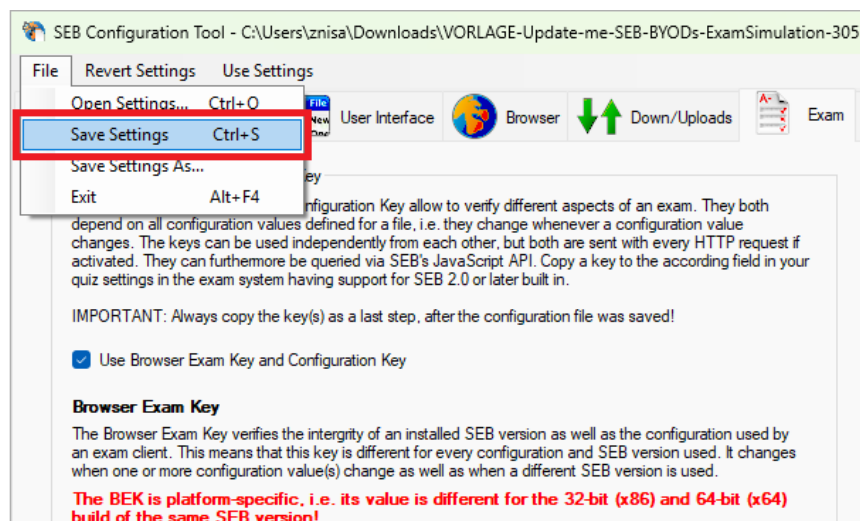 SEB Configuration Tool - C:\Users\znisa\Downloads\VORLAGE-Update-me-SEB-BYODs-ExamSimulation-305
File Revert Settings Use Settings
Open Settings... Ctrl+O
File New One User Interface Browser Down/Uploads Exam
Save Settings Ctrl+S
Save Settings As...
Exit Alt+F4
nfiguration Key allow to verify different aspects of an exam. They both
depend on all configuration values defined for a file, i.e. they change whenever a configuration value
changes. The keys can be used independently from each other, but both are sent with every HTTP request if
activated. They can furthermore be queried via SEB's JavaScript API. Copy a key to the according field in your
quiz settings in the exam system having support for SEB 2.0 or later built in.
IMPORTANT: Always copy the key(s) as a last step, after the configuration file was saved!
Use Browser Exam Key and Configuration Key
Browser Exam Key
The Browser Exam Key verifies the intergrity of an installed SEB version as well as the configuration used by
an exam client. This means that this key is different for every configuration and SEB version used. It changes
when one or more configuration value(s) change as well as when a different SEB version is used.
The BEK is platform-specific, i.e. its value is different for the 32-bit (x86) and 64-bit (x64)
build of the same SEB version!